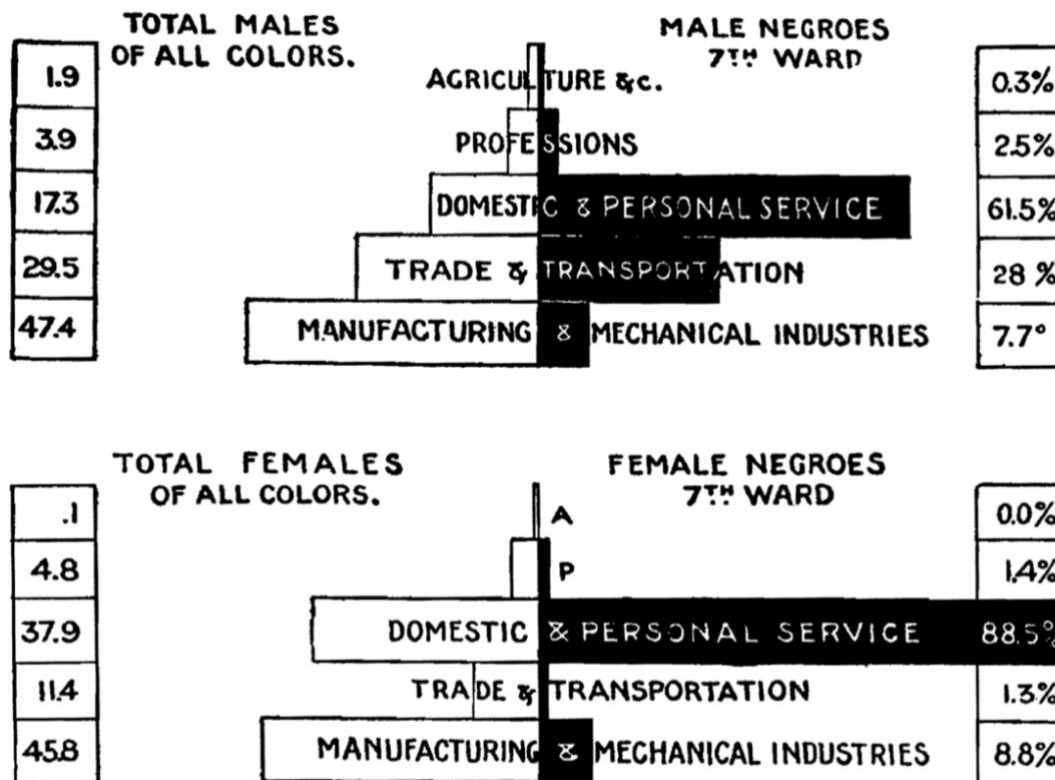 TOTAL MALES
OF ALL COLORS.
MALE NEGROES
7TH WARD
1.9 AGRICULTURE &c. 0.3%
3.9 PROFESSIONS 2.5%
17.3 DOMESTIC & PERSONAL SERVICE 61.5%
29.5 TRADE & TRANSPORTATION 28 %
47.4 MANUFACTURING & MECHANICAL INDUSTRIES 7.7°
TOTAL FEMALES
OF ALL COLORS.
FEMALE NEGROES
7TH WARD
.1 A 0.0%
4.8 P 1.4%
37.9 DOMESTIC & PERSONAL SERVICE 88.5%
11.4 TRADE & TRANSPORTATION 1.3%
45.8 MANUFACTURING & MECHANICAL INDUSTRIES 8.8%